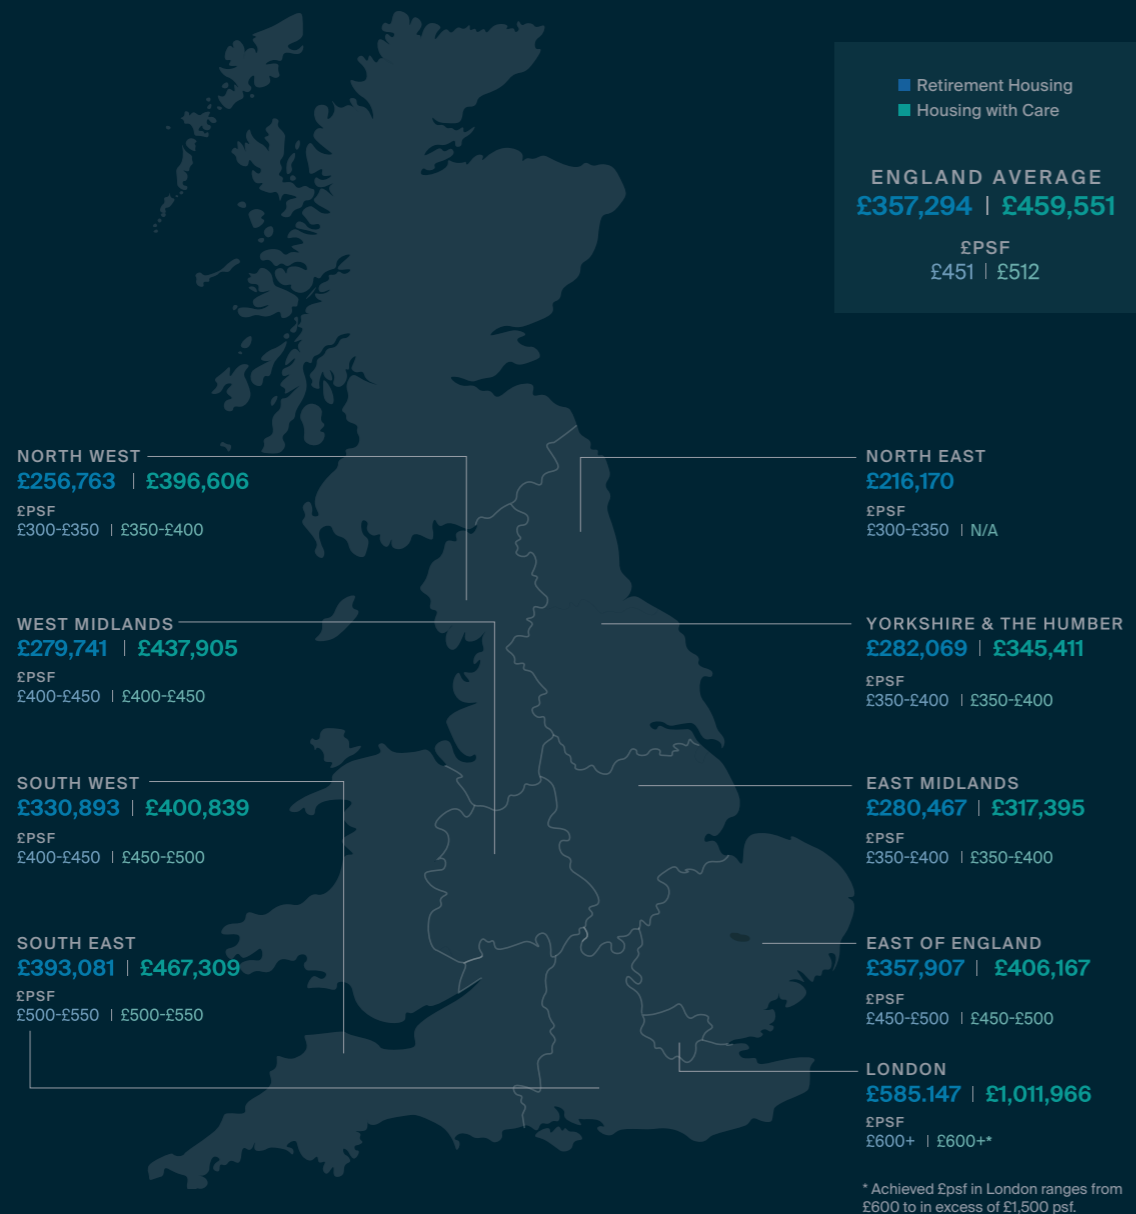 Retirement Housing
Housing with Care
ENGLAND AVERAGE
£357,294 | £459,551
£PSF
£451 | £512
NORTH WEST
£256,763 | £396,606
£PSF
£300-£350 | £350-£400
WEST MIDLANDS
£279,741 | £437,905
£PSF
£400-£450 | £400-£450
SOUTH WEST
£330,893 | £400,839
£PSF
£400-£450 | £450-£500
SOUTH EAST
£393,081 | £467,309
£PSF
£500-£550 | £500-£550
NORTH EAST
£216,170
£PSF
£300-£350 | N/A
YORKSHIRE & THE HUMBER
£282,069 | £345,411
£PSF
£350-£400 | £350-£400
EAST MIDLANDS
£280,467 | £317,395
£PSF
£350-£400 | £350-£400
EAST OF ENGLAND
£357,907 | £406,167
£PSF
£450-£500 | £450-£500
LONDON
£585.147 | £1,011,966
£PSF
£600+ | £600+*
* Achieved £psf in London ranges from
£600 to in excess of £1,500 psf.